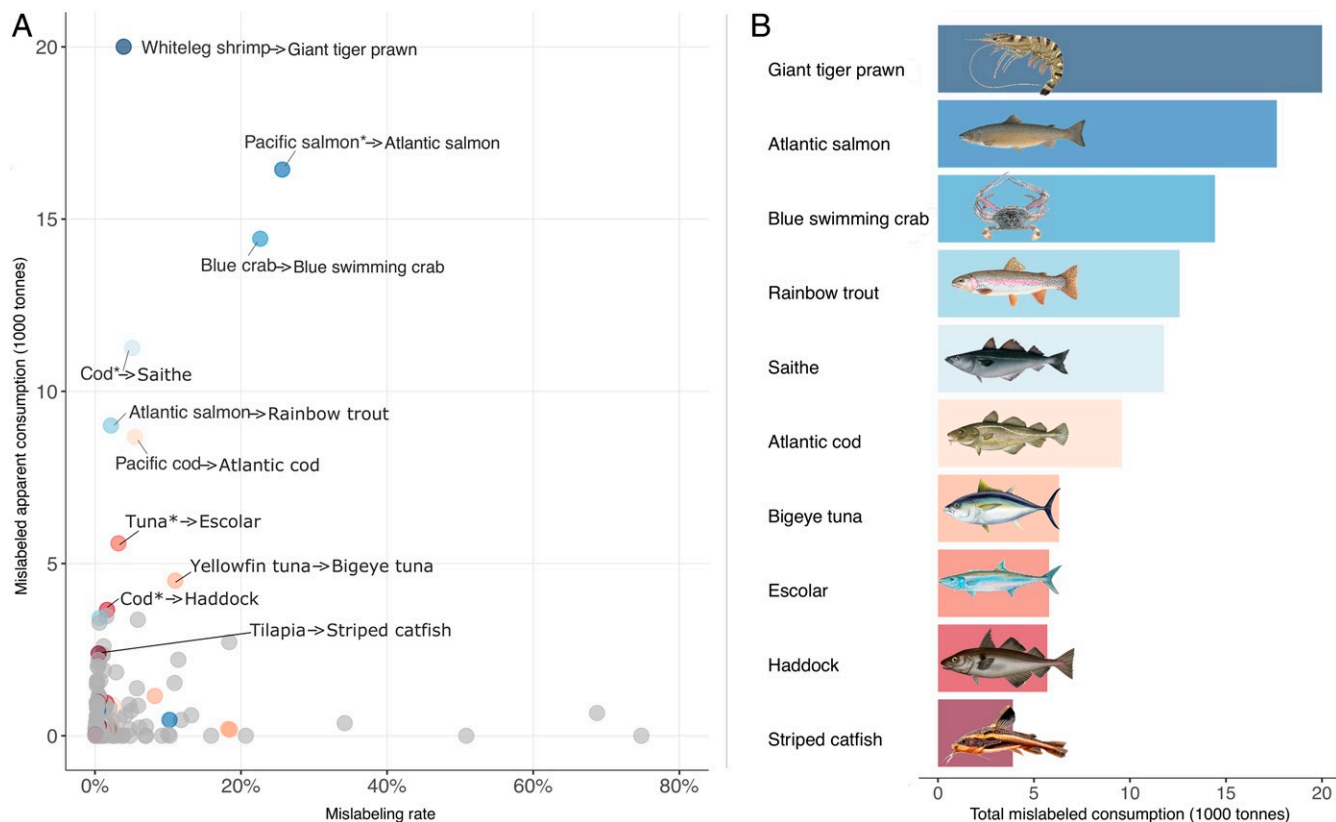 A
Mislabeled apparent consumption (1000 tonnes)
20
15
10
5
0
Whiteleg shrimp->Giant tiger prawn
Pacific salmon*->Atlantic salmon
Blue crab->Blue swimming crab
Cod*->Saithe
Atlantic salmon->Rainbow trout
Pacific cod->Atlantic cod
Tuna*->Escolar
Yellowfin tuna->Bigeye tuna
Cod*->Haddock
Tilapia->Striped catfish
0% 20% 40% 60% 80%
Mislabeling rate
B
Giant tiger prawn
Atlantic salmon
Blue swimming crab
Rainbow trout
Saithe
Atlantic cod
Bigeye tuna
Escolar
Haddock
Striped catfish
0 5 10 15 20
Total mislabeled consumption (1000 tonnes)